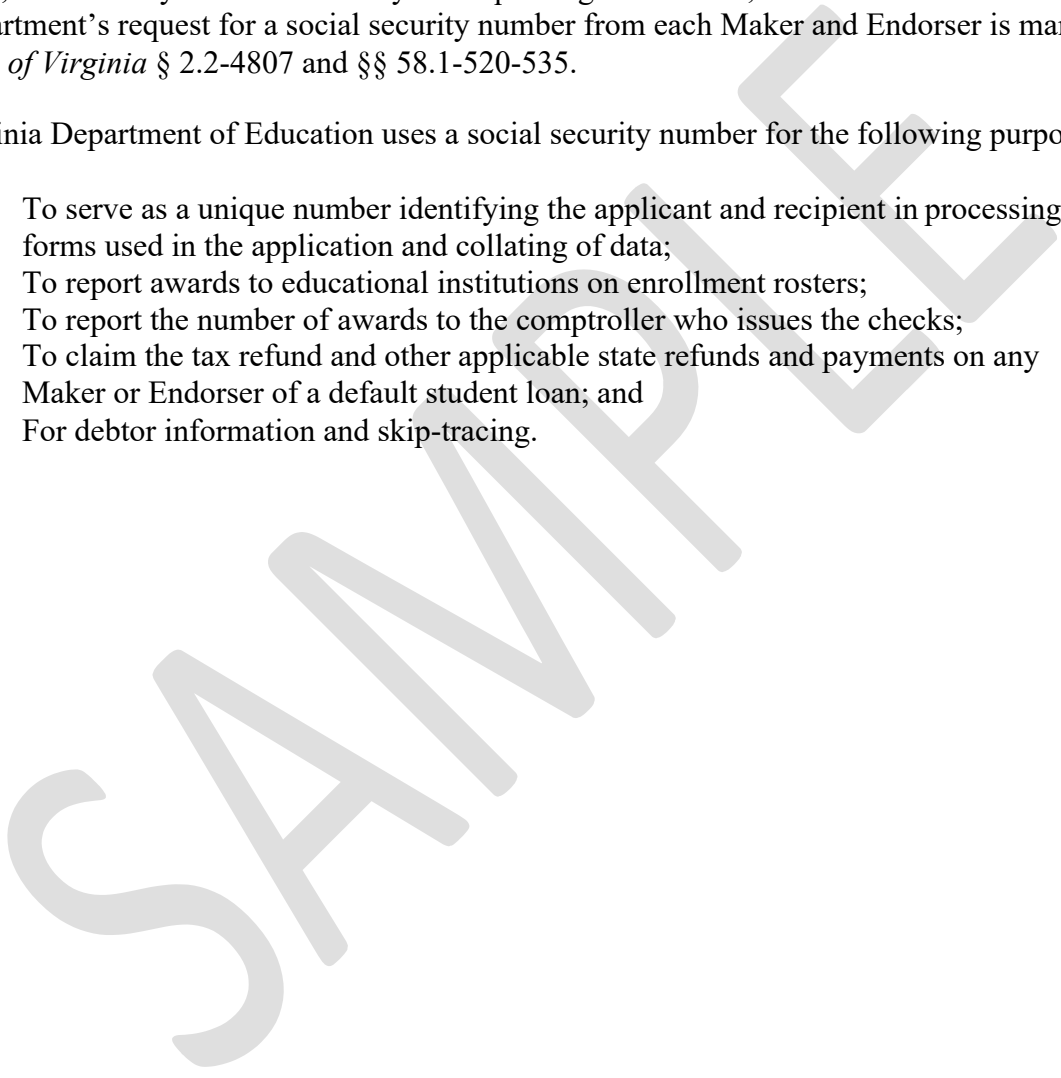 artment’s request for a social security number from each Maker and Endorser is mar
of Virginia § 2.2-4807 and §§ 58.1-520-535.
inia Department of Education uses a social security number for the following purpo
To serve as a unique number identifying the applicant and recipient in processing
forms used in the application and collating of data;
To report awards to educational institutions on enrollment rosters;
To report the number of awards to the comptroller who issues the checks;
To claim the tax refund and other applicable state refunds and payments on any
Maker or Endorser of a default student loan; and
For debtor information and skip-tracing.
SAMPLE